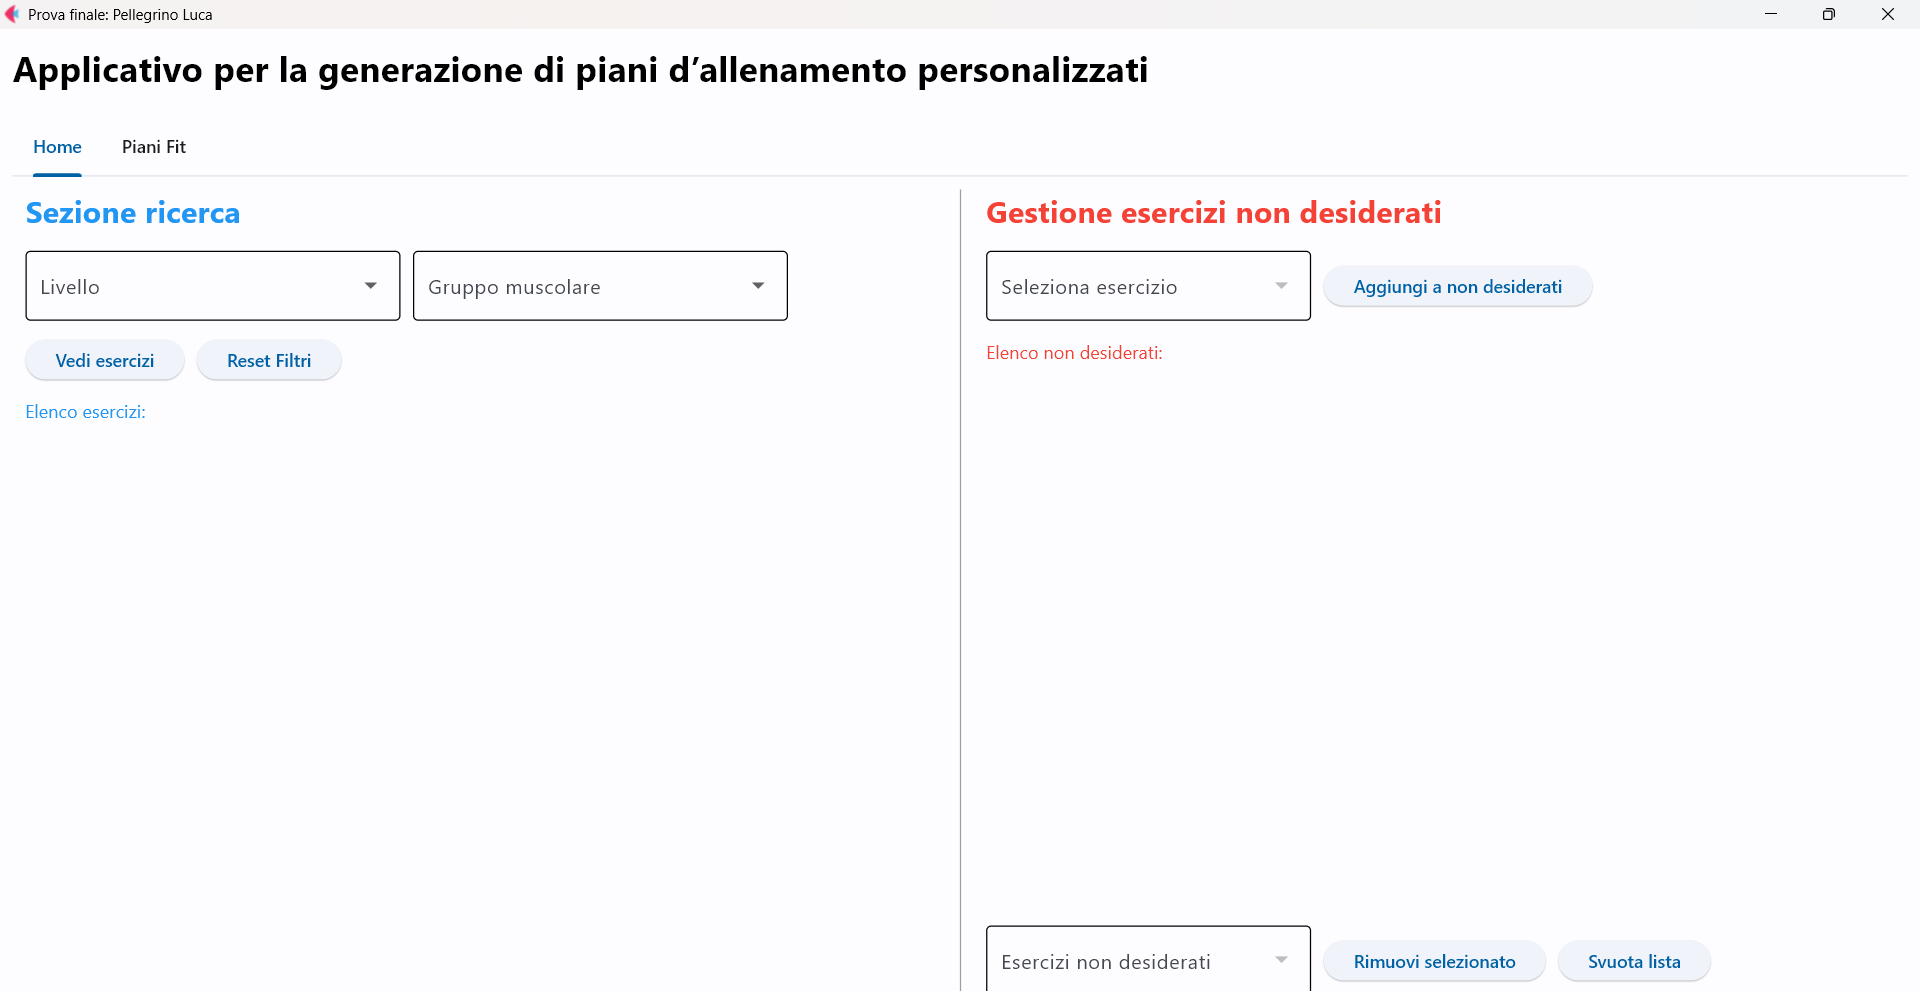 Prova finale: Pellegrino Luca
Applicativo per la generazione di piani d’allenamento personalizzati
Home Piani Fit
Sezione ricerca
Livello Gruppo muscolare
Vedi esercizi Reset Filtri
Elenco esercizi:
Gestione esercizi non desiderati
Seleziona esercizio Aggiungi a non desiderati
Elenco non desiderati:
Esercizi non desiderati Rimuovi selezionato Svuota lista